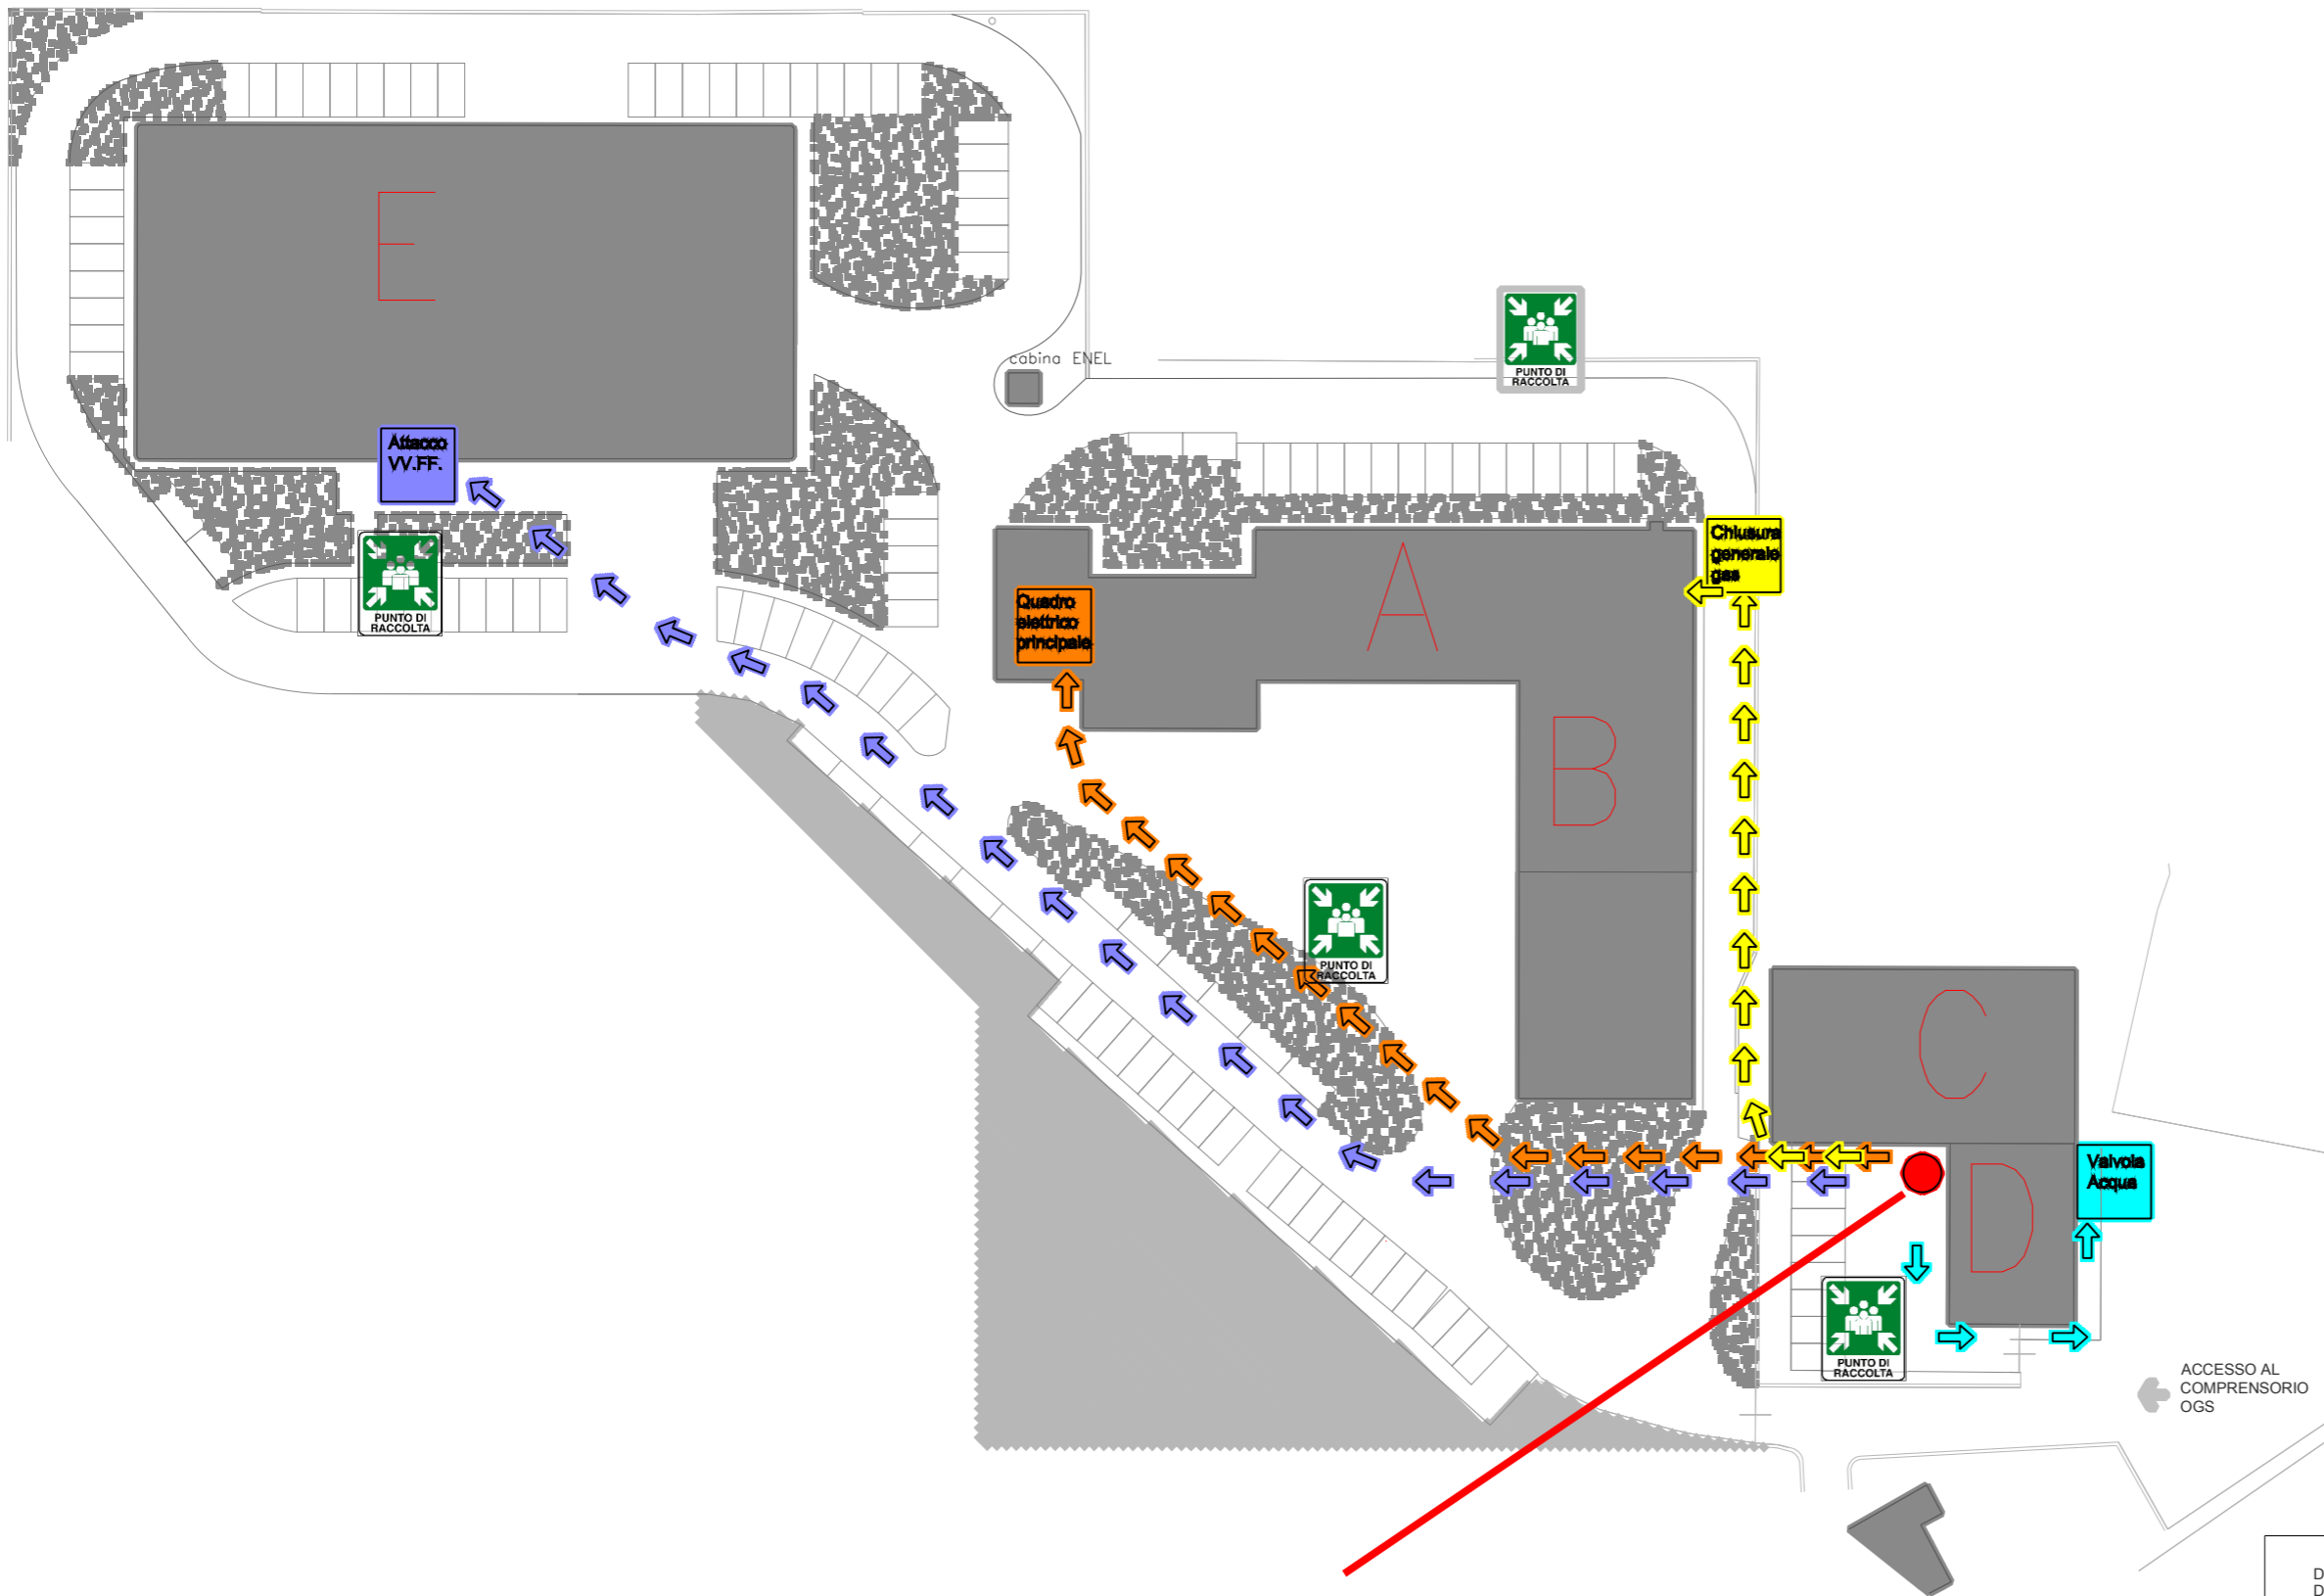 E
cabina ENEL
PUNTO DI
RACCOLTA
Attacco
VV.FF.
PUNTO DI
RACCOLTA
Quadro
elettrico
principale
A
Chiusura
generale
gas
B
PUNTO DI
RACCOLTA
C
Valvola
Acqua
D
PUNTO DI
RACCOLTA
ACCESSO AL
COMPRENSORIO
OGS
D
D